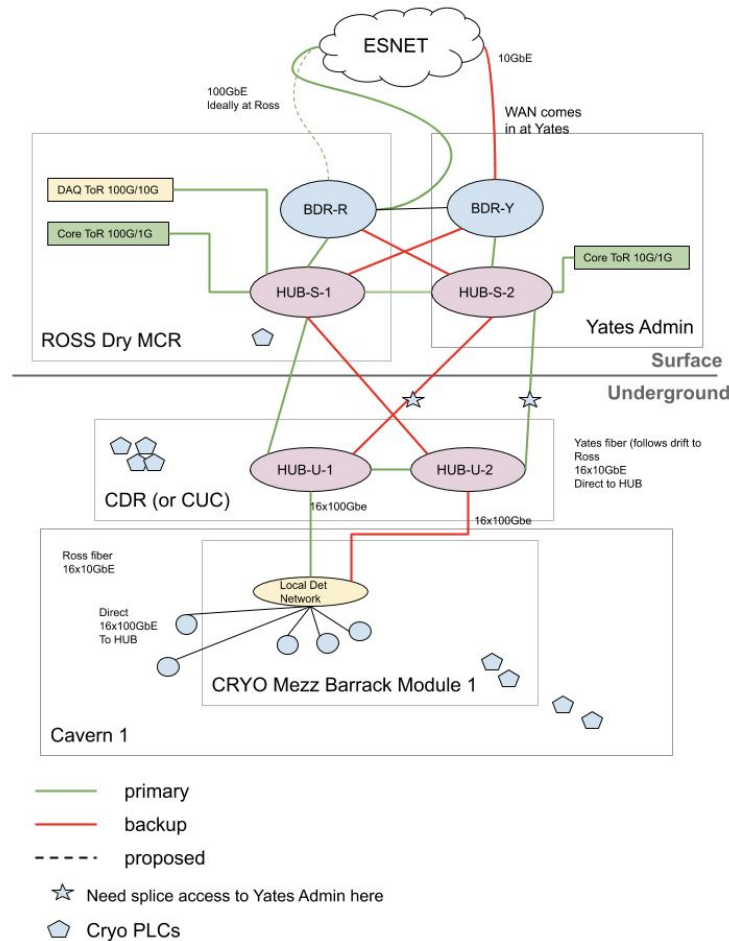 ESNET
10GbE
100GbE
Ideally at Ross
WAN comes
in at Yates
DAQ ToR 100G/10G
BDR-R
BDR-Y
Core ToR 100G/1G
Core ToR 10G/1G
HUB-S-1
HUB-S-2
ROSS Dry MCR
Yates Admin
Surface
Underground
HUB-U-1
HUB-U-2
Yates fiber (follows drift to
Ross
16x10GbE
Direct to HUB
CDR (or CUC)
16x100Gbe
16x100Gbe
Ross fiber
16x10GbE
Local Det
Network
Direct
16x100GbE
To HUB
CRYO Mezz Barrack Module 1
Cavern 1
primary
backup
proposed
Need splice access to Yates Admin here
Cryo PLCs